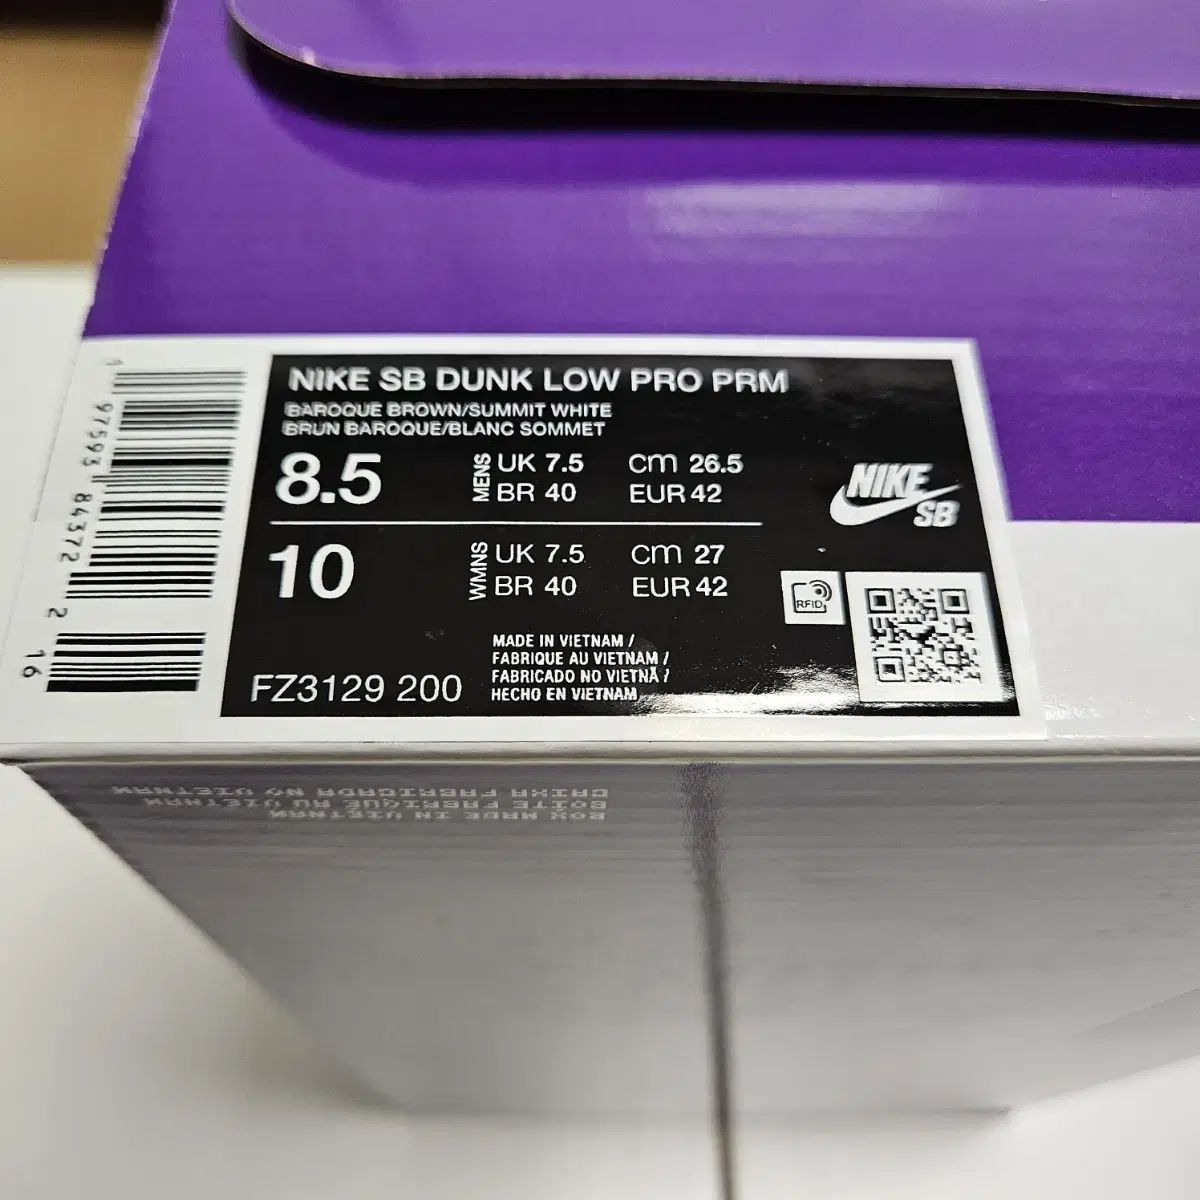 NIKE SB DUNK LOW PRO PRM
BAROQUE BROWN/SUMMIT WHITE
BRUN BAROQUE/BLANC SOMMET
8.5 MENS UK 7.5 cm 26.5
BR 40 EUR 42
10 WMNS UK 7.5 cm 27
BR 40 EUR 42
NIKE
SB
RFID
MADE IN VIETNAM /
FABRIQUE AU VIETNAM /
FABRICADO NO VIETNÃ /
HECHO EN VIETNAM
FZ3129 200
1 97593 84372 2 16
CAIXA FABRICADA NO VIETNAM
BOITE FABRIQUE AU VIETNAM
BOX MADE IN VIETNAM